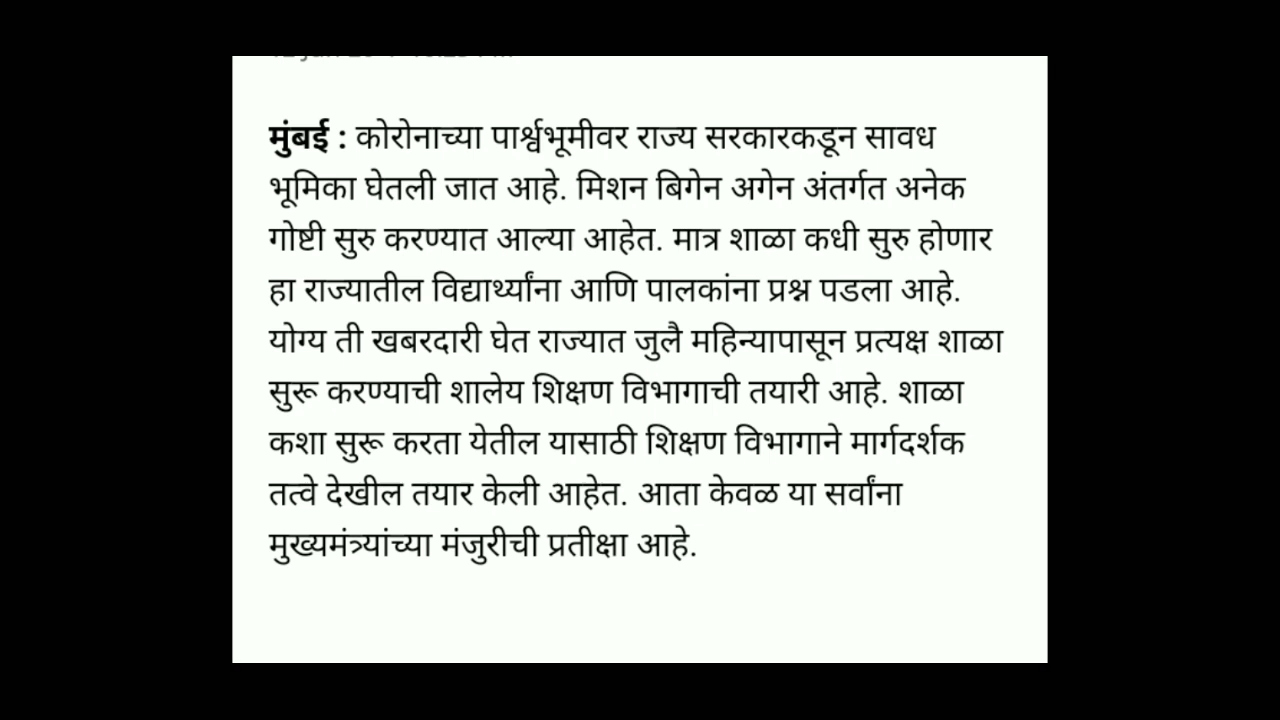 मुंबई : कोरोनाच्या पार्श्वभूमीवर राज्य सरकारकडून सावध
भूमिका घेतली जात आहे. मिशन बिगेन अगेन अंतर्गत अनेक
गोष्टी सुरु करण्यात आल्या आहेत. मात्र शाळा कधी सुरु होणार
हा राज्यातील विद्यार्थ्यांना आणि पालकांना प्रश्न पडला आहे.
योग्य ती खबरदारी घेत राज्यात जुलै महिन्यापासून प्रत्यक्ष शाळा
सुरू करण्याची शालेय शिक्षण विभागाची तयारी आहे. शाळा
कशा सुरू करता येतील यासाठी शिक्षण विभागाने मार्गदर्शक
तत्वे देखील तयार केली आहेत. आता केवळ या सर्वांना
मुख्यमंत्र्यांच्या मंजुरीची प्रतीक्षा आहे.